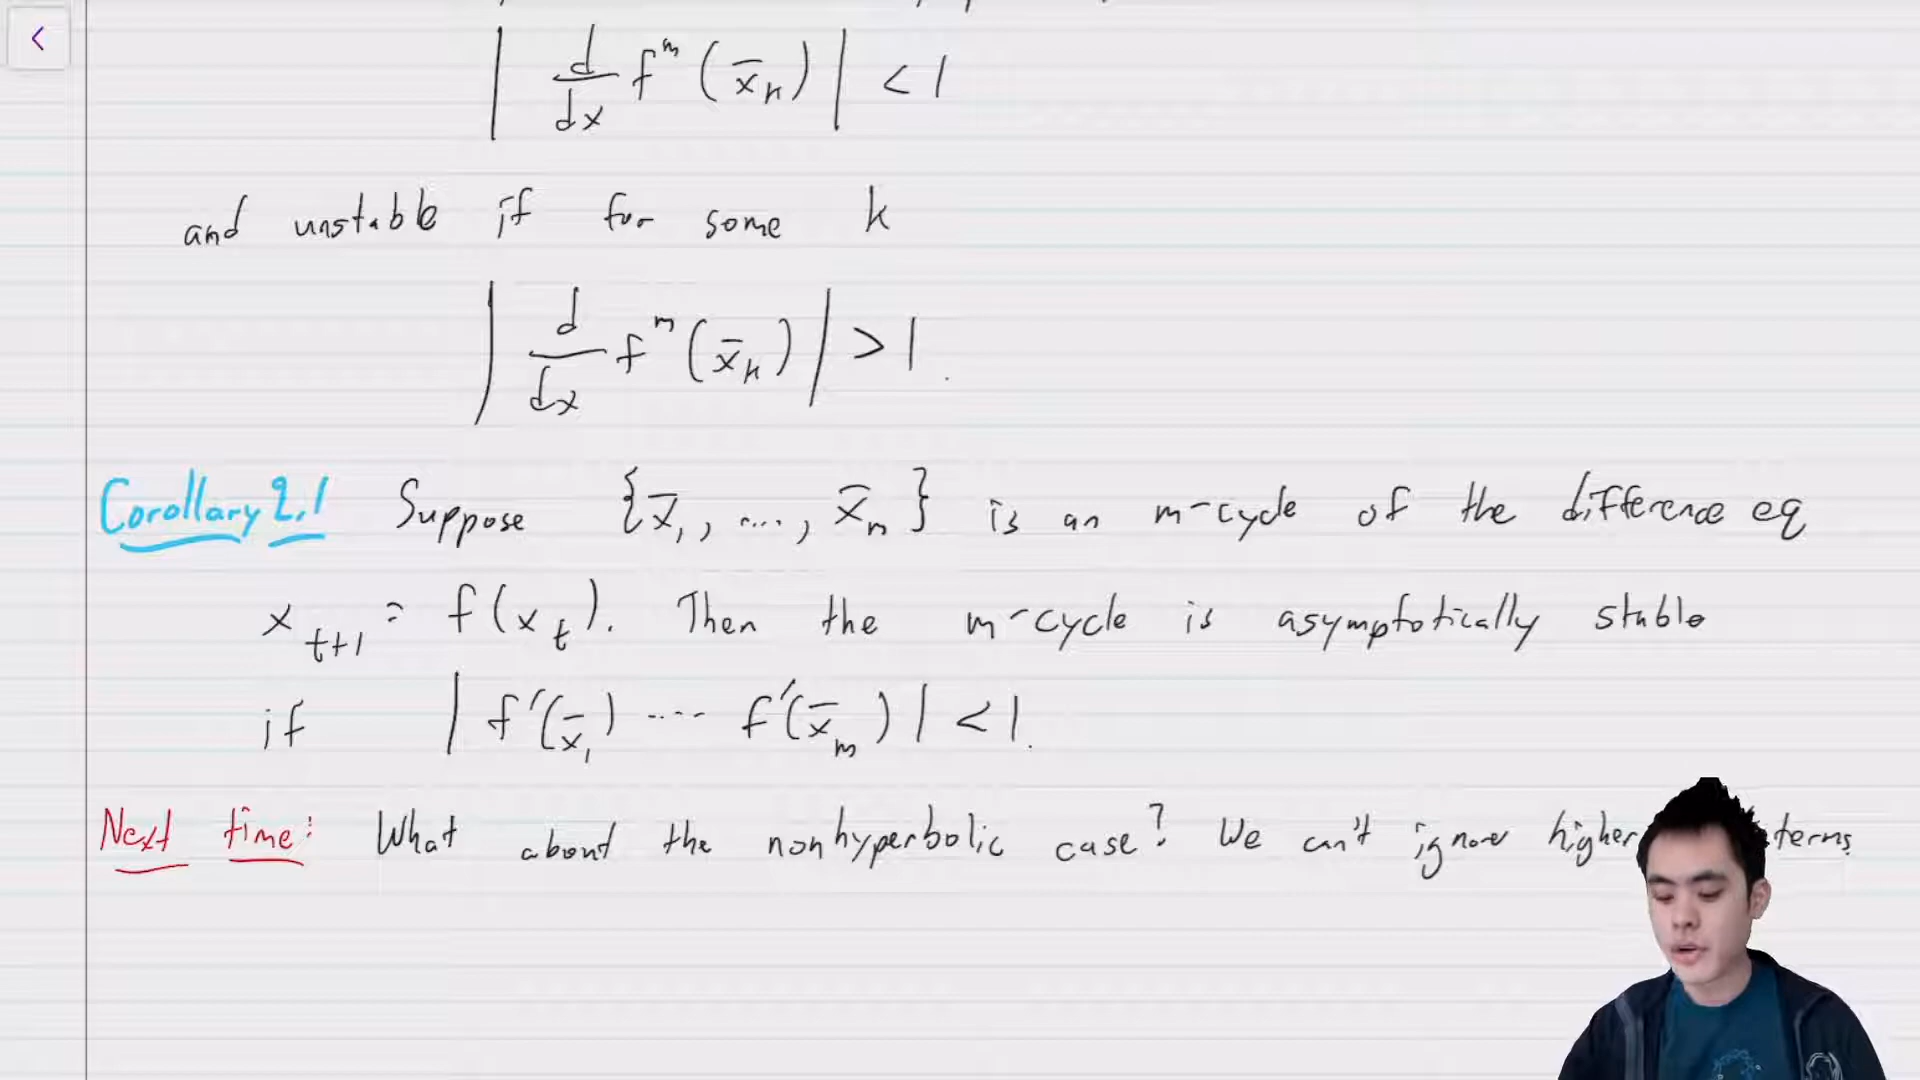 | d/dx f^m (x̄_k) | < 1
and unstable if for some k
| d/dx f^m (x̄_k) | > 1.
Corollary 2.1 Suppose {x̄_1, ...., x̄_m} is an m-cycle of the difference eq
x_{t+1} = f(x_t). Then the m-cycle is asymptotically stable
if | f'(x̄_1) ···· f'(x̄_m) | < 1.
Next time: What about the nonhyperbolic case? We can't ignore higher terms.